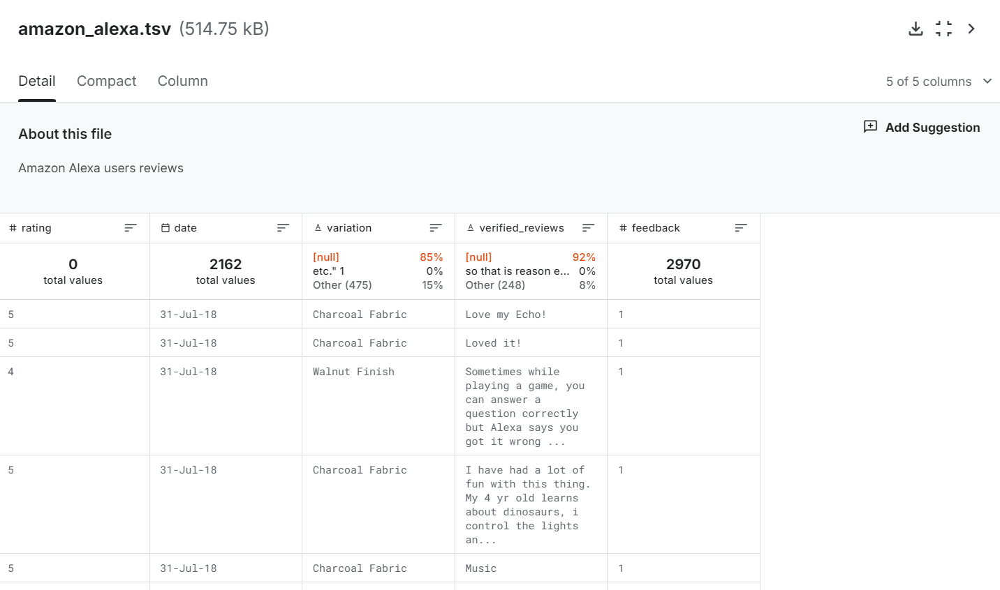 amazon_alexa.tsv (514.75 kB)
Detail Compact Column 5 of 5 columns
About this file
Add Suggestion
Amazon Alexa users reviews
# rating date A variation A verified_reviews # feedback
0
total values
2162
total values
[null] 85%
etc." 1 0%
Other (475) 15%
[null] 92%
so that is reason e... 0%
Other (248) 8%
2970
total values
5 31-Jul-18 Charcoal Fabric Love my Echo! 1
5 31-Jul-18 Charcoal Fabric Loved it! 1
4 31-Jul-18 Walnut Finish Sometimes while 1
playing a game, you
can answer a
question correctly
but Alexa says you
got it wrong ...
5 31-Jul-18 Charcoal Fabric I have had a lot of 1
fun with this thing.
My 4 yr old learns
about dinosaurs, i
control the lights
an...
5 31-Jul-18 Charcoal Fabric Music 1